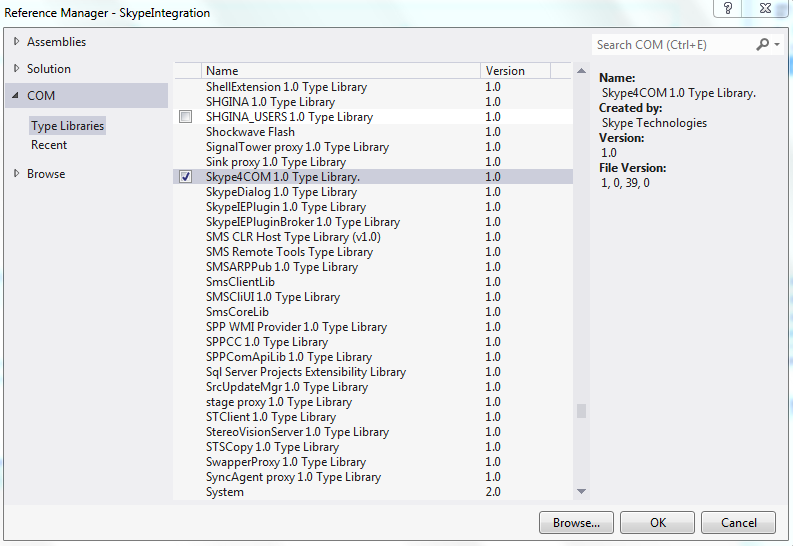 Reference Manager - SkypeIntegration
?
Assemblies
Solution
COM
Type Libraries
Recent
Browse
Name Version
ShellExtension 1.0 Type Library 1.0
SHGINA 1.0 Type Library 1.0
SHGINA_USERS 1.0 Type Library 1.0
Shockwave Flash 1.0
SignalTower proxy 1.0 Type Library 1.0
Sink proxy 1.0 Type Library 1.0
Skype4COM 1.0 Type Library. 1.0
SkypeDialog 1.0 Type Library 1.0
SkypeIEPlugin 1.0 Type Library 1.0
SkypeIEPluginBroker 1.0 Type Library 1.0
SMS CLR Host Type Library (v1.0) 1.0
SMS Remote Tools Type Library 1.0
SMSARPPub 1.0 Type Library 1.0
SmsClientLib 1.0
SMSCliUI 1.0 Type Library 1.0
SmsCoreLib 1.0
SPP WMI Provider 1.0 Type Library 1.0
SPPCC 1.0 Type Library 1.0
SPPComApiLib 1.0 Type Library 1.0
Sql Server Projects Extensibility Library 1.0
SrcUpdateMgr 1.0 Type Library 1.0
stage proxy 1.0 Type Library 1.0
STClient 1.0 Type Library 1.0
StereoVisionServer 1.0 Type Library 1.0
STSCopy 1.0 Type Library 1.0
SwapperProxy 1.0 Type Library 1.0
SyncAgent proxy 1.0 Type Library 1.0
System 2.0
Search COM (Ctrl+E)
Name:
Skype4COM 1.0 Type Library.
Created by:
Skype Technologies
Version:
1.0
File Version:
1, 0, 39, 0
Browse... OK Cancel